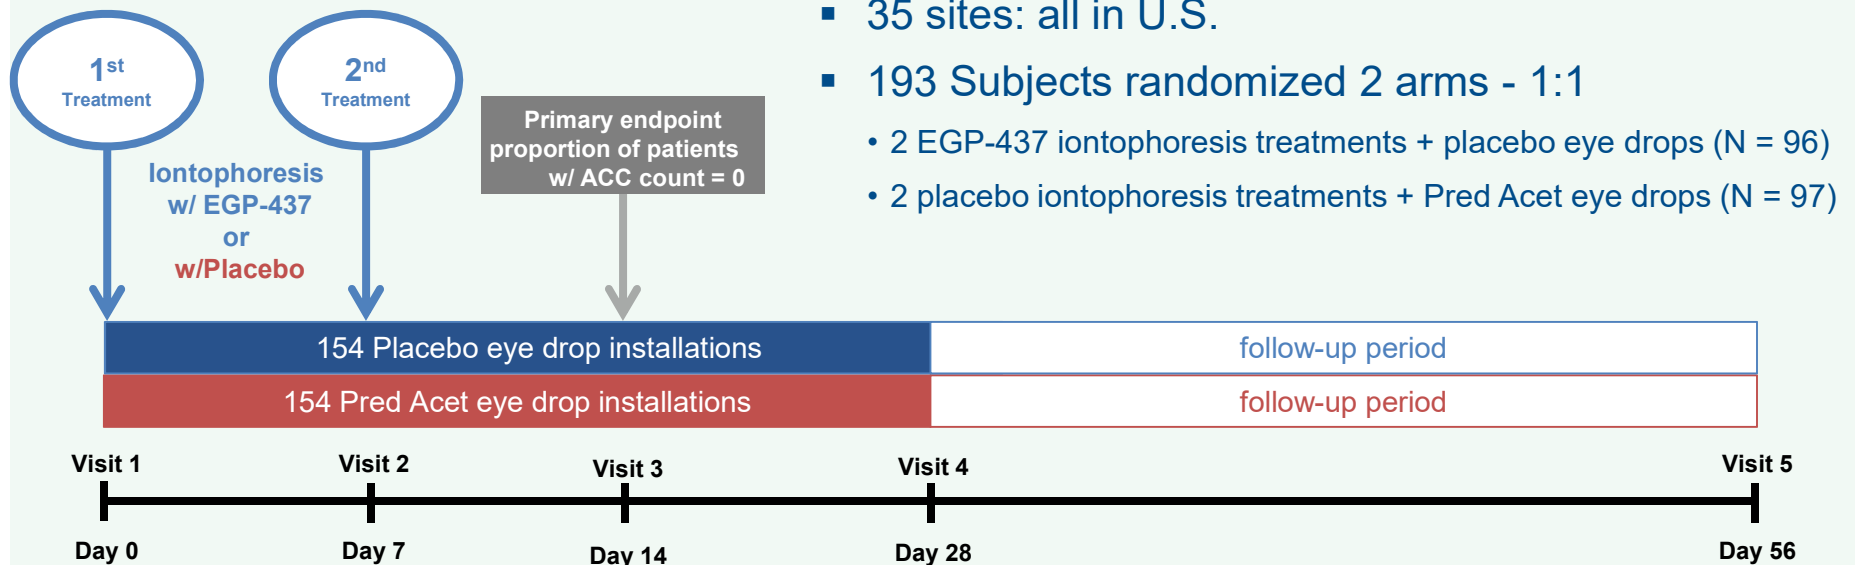 ▪ 35 sites: all in U.S.
▪ 193 Subjects randomized 2 arms - 1:1
• 2 EGP-437 iontophoresis treatments + placebo eye drops (N = 96)
• 2 placebo iontophoresis treatments + Pred Acet eye drops (N = 97)
1st
Treatment
2nd
Treatment
Iontophoresis
w/ EGP-437
or
w/Placebo
Primary endpoint
proportion of patients
w/ ACC count = 0
154 Placebo eye drop installations
follow-up period
154 Pred Acet eye drop installations
follow-up period
Visit 1
Visit 2
Visit 3
Visit 4
Visit 5
Day 0
Day 7
Day 14
Day 28
Day 56